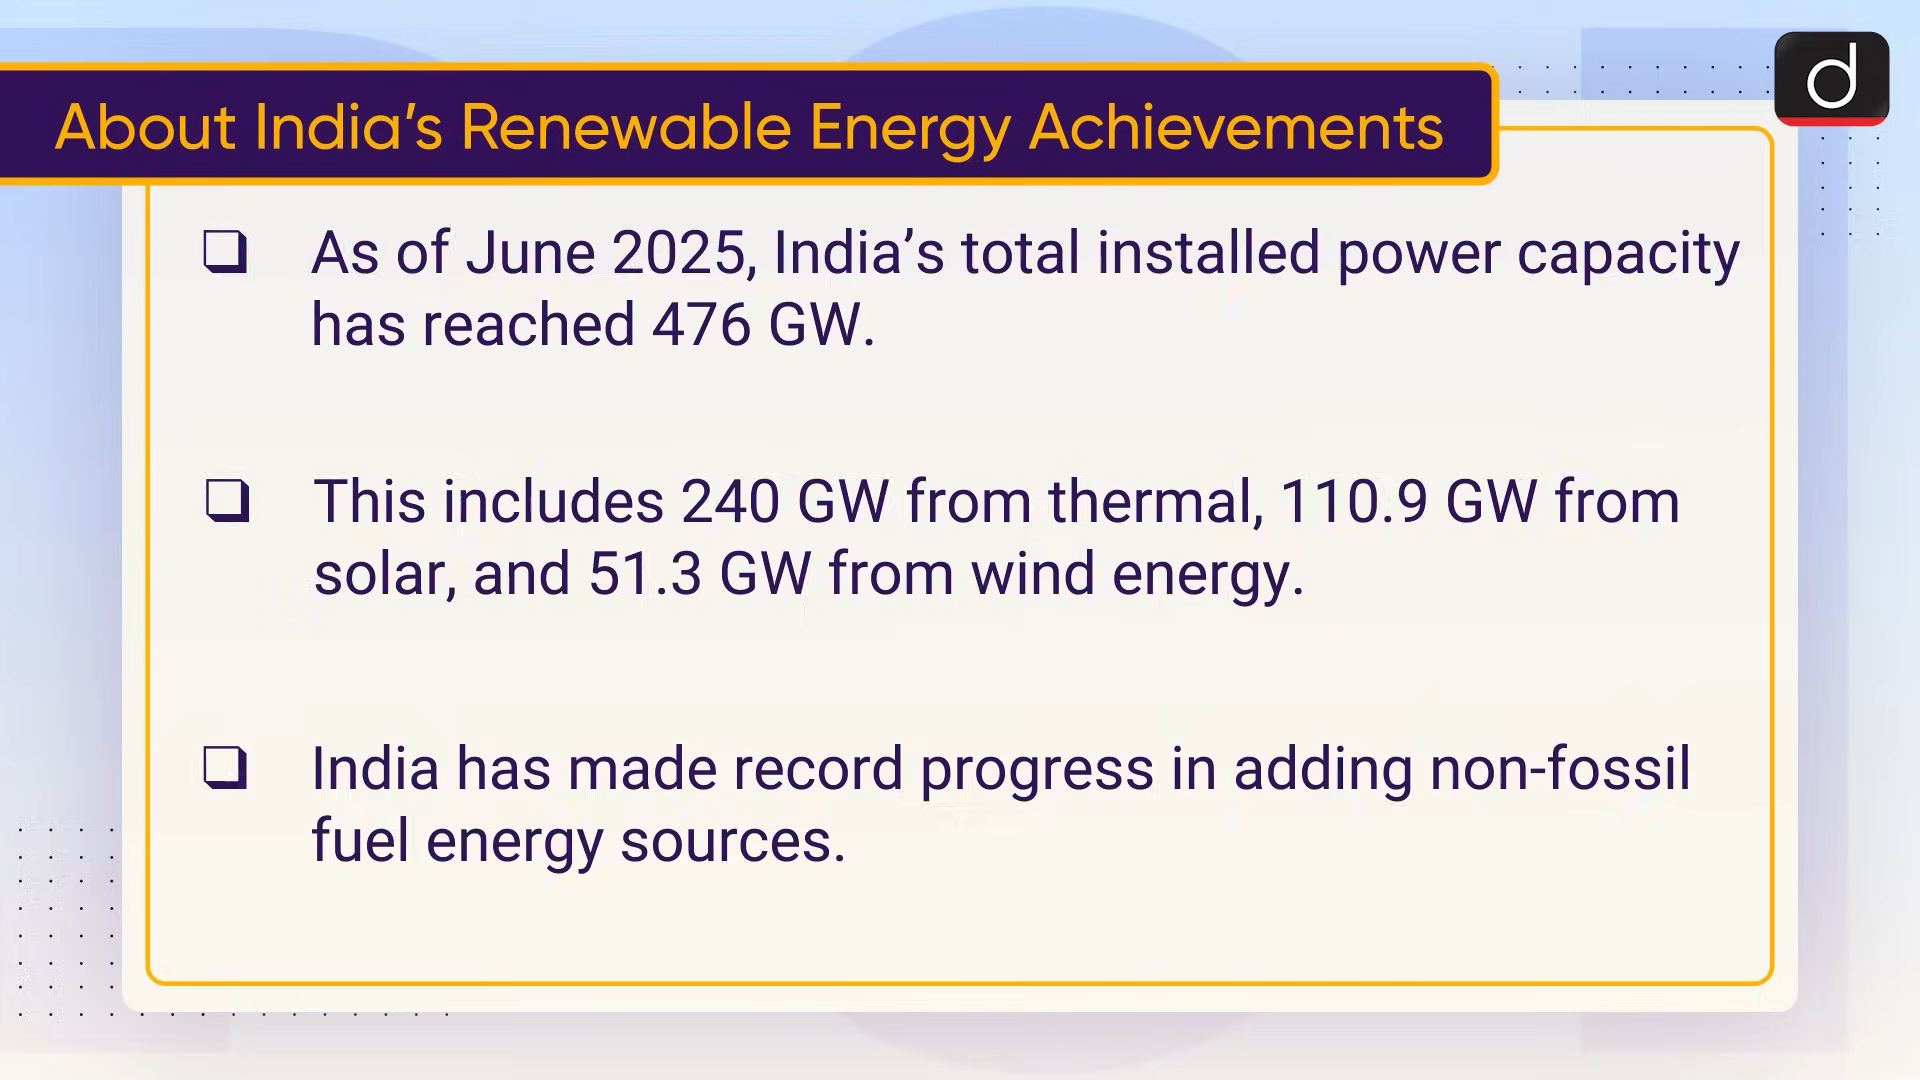 About India’s Renewable Energy Achievements
d
❑ As of June 2025, India’s total installed power capacity
has reached 476 GW.
❑ This includes 240 GW from thermal, 110.9 GW from
solar, and 51.3 GW from wind energy.
❑ India has made record progress in adding non-fossil
fuel energy sources.